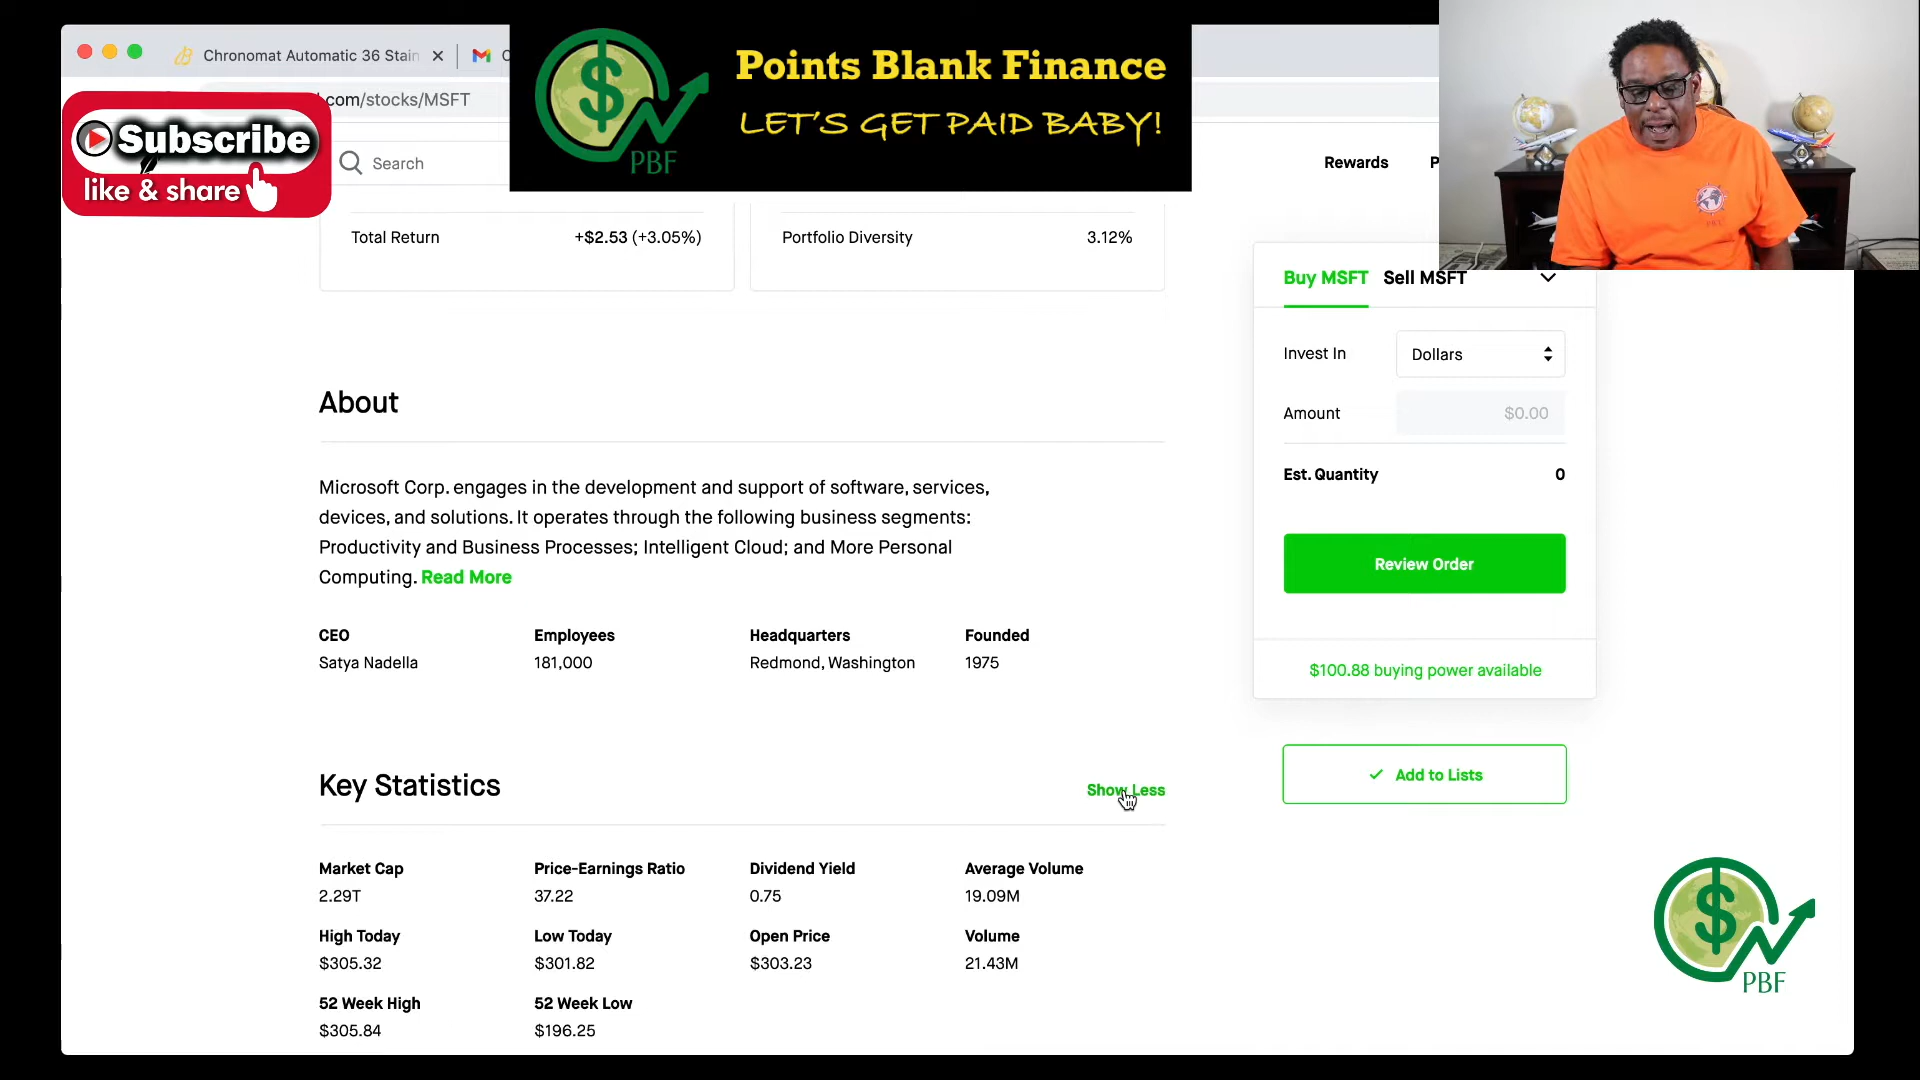 Chronomat Automatic 36 Stain
.com/stocks/MSFT
Points Blank Finance
LET'S GET PAID BABY!
PBF
Subscribe
like & share
Search
Rewards
Total Return
+$2.53 (+3.05%)
Portfolio Diversity
3.12%
Buy MSFT
Sell MSFT
Invest In
Dollars
Amount
$0.00
Est. Quantity
0
Review Order
$100.88 buying power available
Add to Lists
About
Microsoft Corp. engages in the development and support of software, services,
devices, and solutions. It operates through the following business segments:
Productivity and Business Processes; Intelligent Cloud; and More Personal
Computing. Read More
CEO
Employees
Headquarters
Founded
Satya Nadella
181,000
Redmond, Washington
1975
Key Statistics
Show Less
Market Cap
Price-Earnings Ratio
Dividend Yield
Average Volume
2.29T
37.22
0.75
19.09M
High Today
Low Today
Open Price
Volume
$305.32
$301.82
$303.23
21.43M
52 Week High
52 Week Low
$305.84
$196.25
PBF